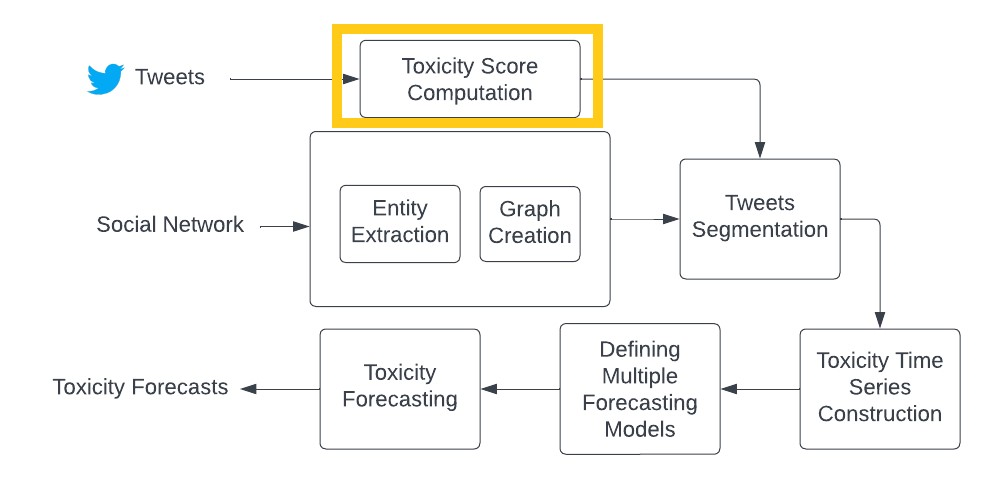 Tweets
Toxicity Score
Computation
Social Network
Entity
Extraction
Graph
Creation
Tweets
Segmentation
Toxicity Forecasts
Toxicity
Forecasting
Defining
Multiple
Forecasting
Models
Toxicity Time
Series
Construction